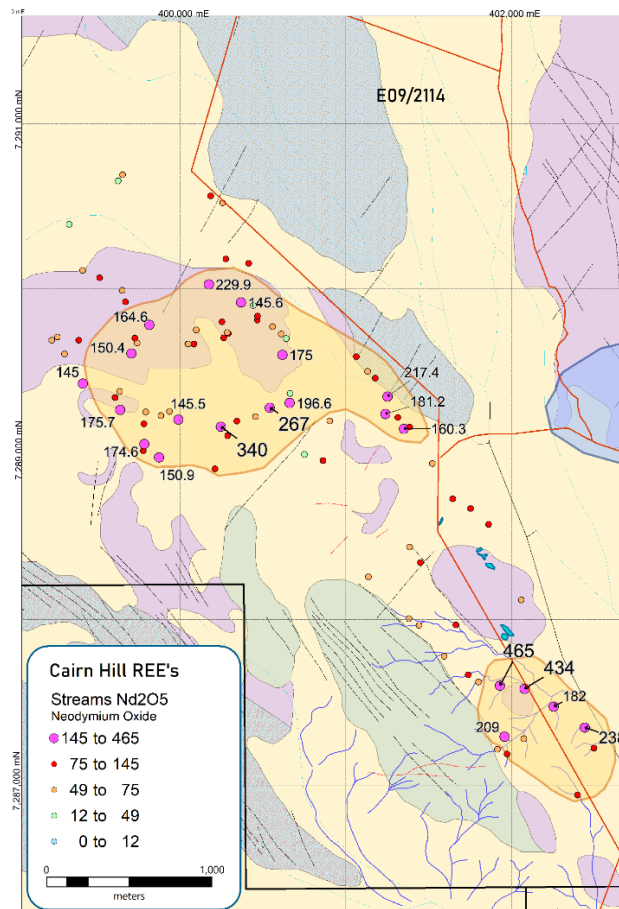 0 mE
400,000 mE
402,000 mE
E09/2114
7,291,000 mN
229.9
145.6
164.6
150.4
175
145
217.4
175.7
145.5
196.6
181.2
267
160.3
340
174.6
150.9
7,289,000 mN
465
434
182
209
238
7,287,000 mN
Cairn Hill REE's
Streams Nd2O5
Neodymium Oxide
145 to 465
75 to 145
49 to 75
12 to 49
0 to 12
0 1,000
meters